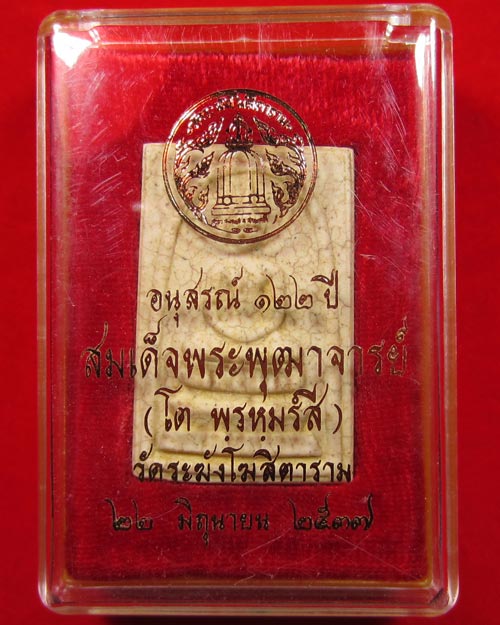 อนุสรณ์ ๑๒๒ ปี
สมเด็จพระพุฒาจารย์
(โต พฺรหฺมรํสี)
วัดระฆังโฆสิตาราม
๒๒ มิถุนายน ๒๕๓๗